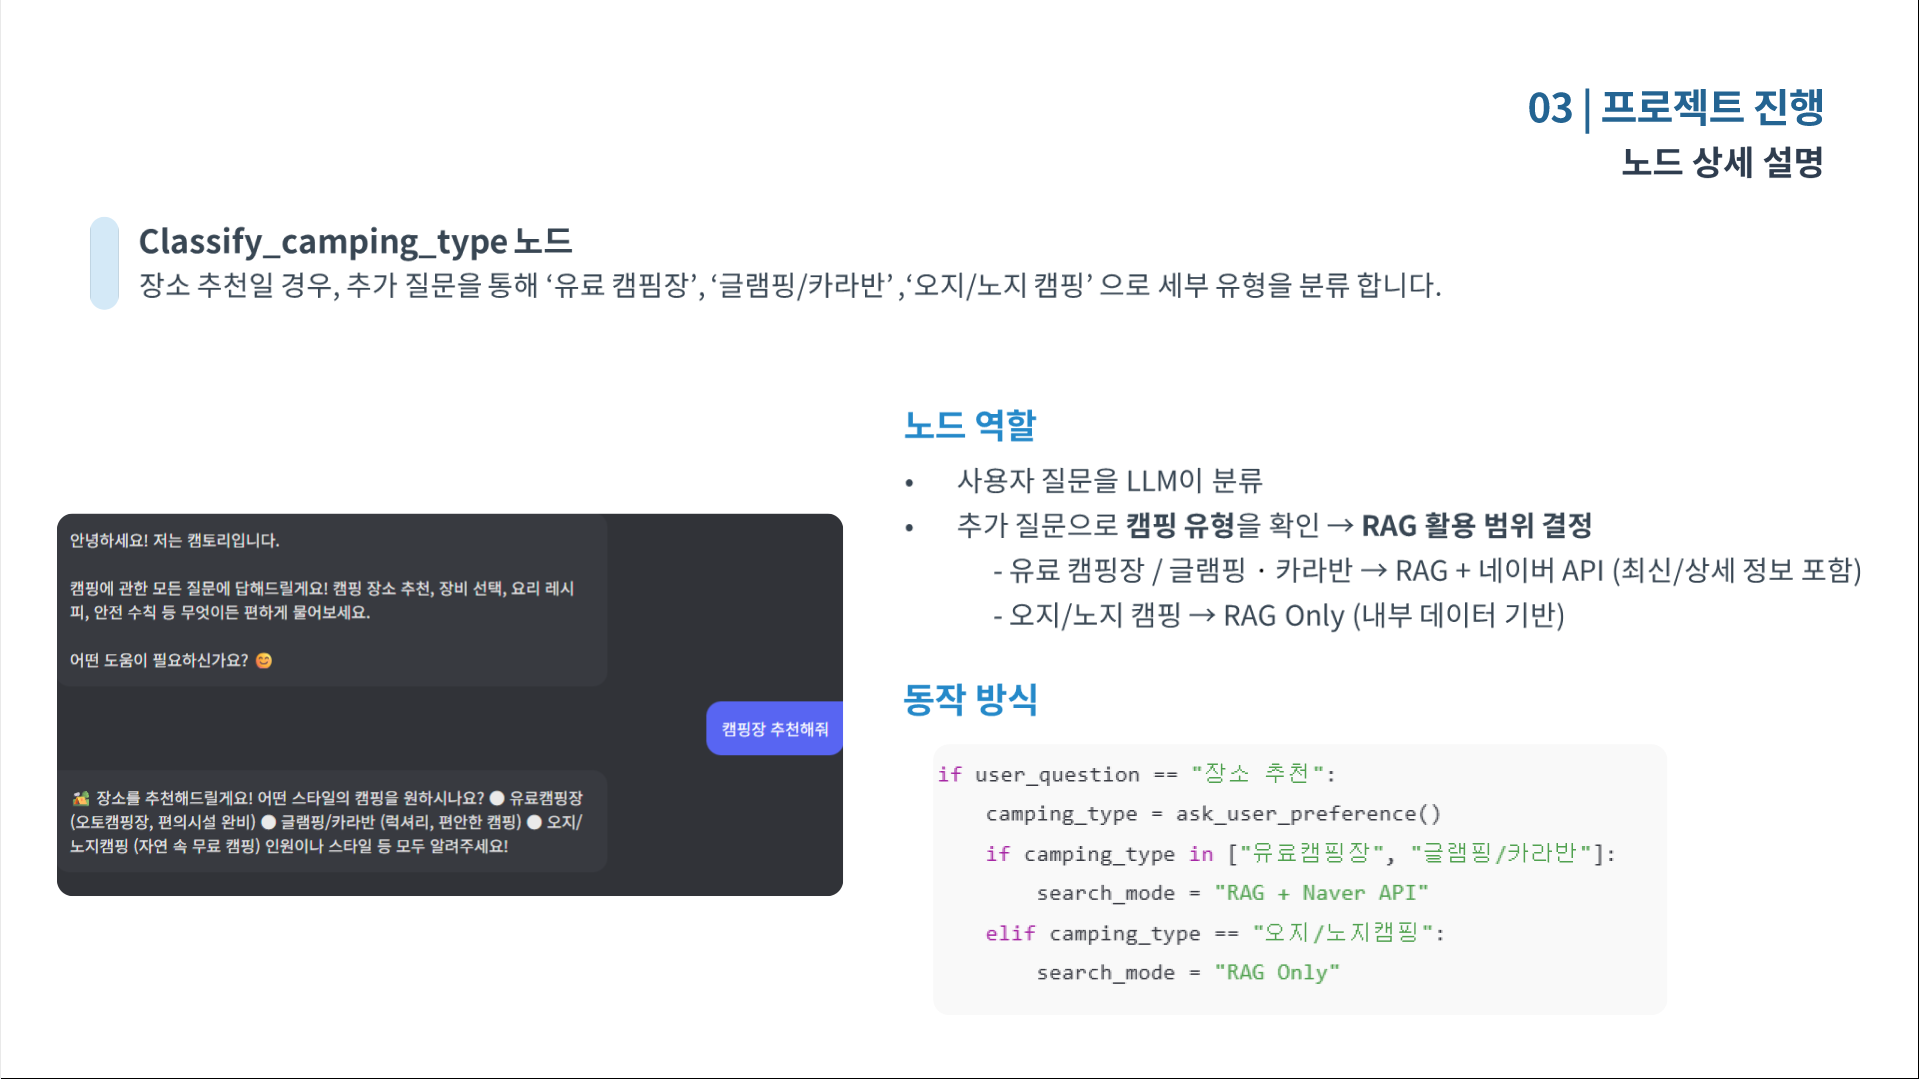 03 | 프로젝트 진행
노드 상세 설명
Classify_camping_type 노드
장소 추천일 경우, 추가 질문을 통해 ‘유료 캠핌장’, ‘글램핑/카라반’ ,‘오지/노지 캠핑’ 으로 세부 유형을 분류 합니다.
안녕하세요! 저는 캠토리입니다.
캠핑에 관한 모든 질문에 답해드릴게요! 캠핑 장소 추천, 장비 선택, 요리 레시
피, 안전 수칙 등 무엇이든 편하게 물어보세요.
어떤 도움이 필요하신가요? 😊
캠핑장 추천해줘
🏕️ 장소를 추천해드릴게요! 어떤 스타일의 캠핑을 원하시나요? ⚪ 유료캠핑장
(오토캠핑장, 편의시설 완비) ⚪ 글램핑/카라반 (럭셔리, 편안한 캠핑) ⚪ 오지/
노지캠핑 (자연 속 무료 캠핑) 인원이나 스타일 등 모두 알려주세요!
노드 역할
• 사용자 질문을 LLM이 분류
• 추가 질문으로 캠핑 유형을 확인 → RAG 활용 범위 결정
- 유료 캠핑장 / 글램핑 · 카라반 → RAG + 네이버 API (최신/상세 정보 포함)
- 오지/노지 캠핑 → RAG Only (내부 데이터 기반)
동작 방식
if user_question == "장소 추천":
    camping_type = ask_user_preference()
    if camping_type in ["유료캠핑장", "글램핑/카라반"]:
        search_mode = "RAG + Naver API"
    elif camping_type == "오지/노지캠핑":
        search_mode = "RAG Only"